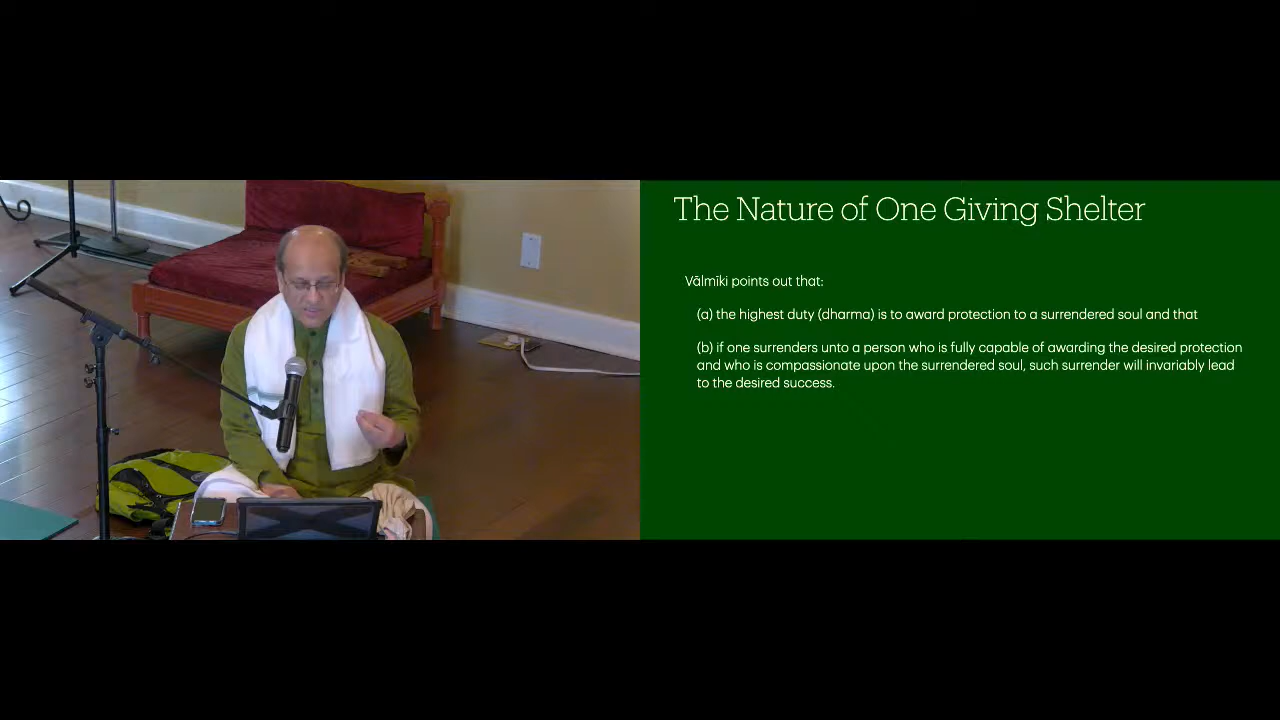 The Nature of One Giving Shelter
Vālmīki points out that:
(a) the highest duty (dharma) is to award protection to a surrendered soul and that
(b) if one surrenders unto a person who is fully capable of awarding the desired protection
and who is compassionate upon the surrendered soul, such surrender will invariably lead
to the desired success.